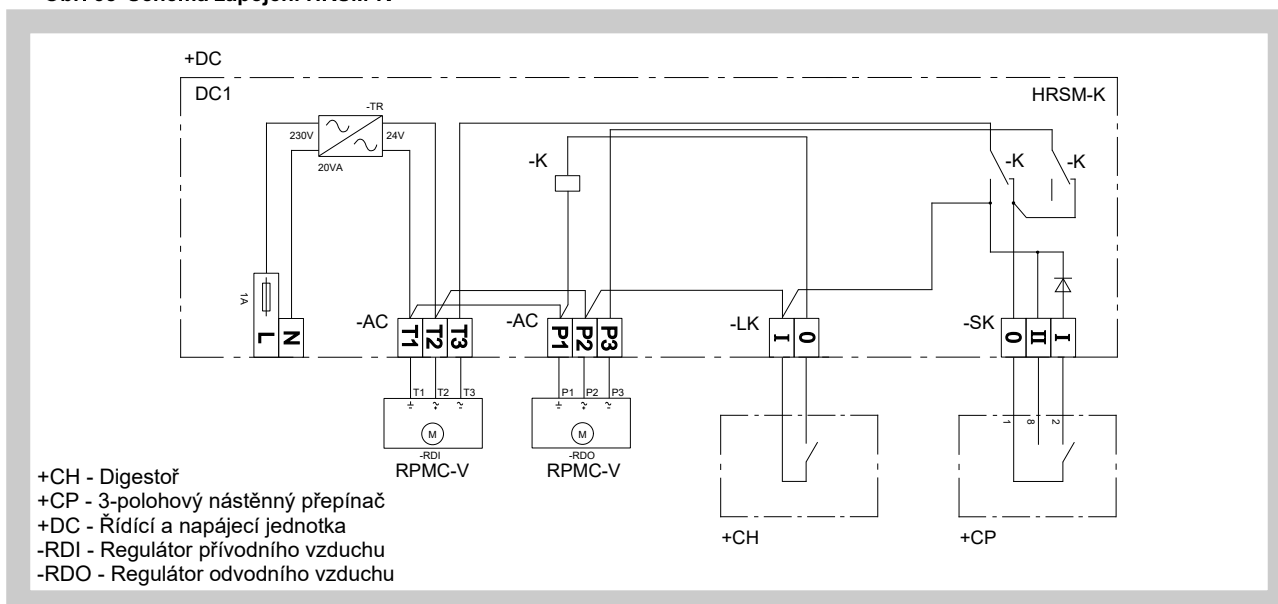 +DC
DC1
HRSM-K
-TR
230V
24V
20VA
-K
-K
-K
1A
L
N
-AC
T1
T2
T3
-AC
P1
P2
P3
-LK
I
0
-SK
0
II
I
T1
T2
T3
P1
P2
P3
1
8
2
M
M
-RDI
-RDO
RPMC-V
RPMC-V
+CH
+CP
+CH - Digestoř
+CP - 3-polohový nástěnný přepínač
+DC - Řídící a napájecí jednotka
-RDI - Regulátor přívodního vzduchu
-RDO - Regulátor odvodního vzduchu